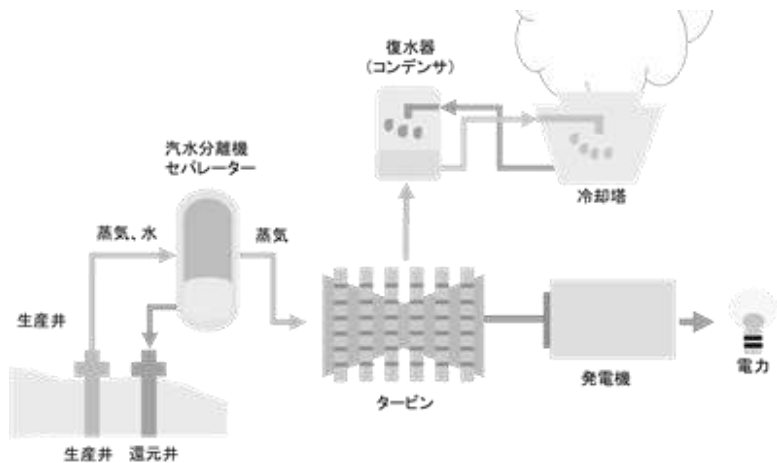 復水器
(コンデンサ)
汽水分離機
セパレーター
冷却塔
蒸気、水
蒸気
生産井
タービン
発電機
電力
生産井
還元井